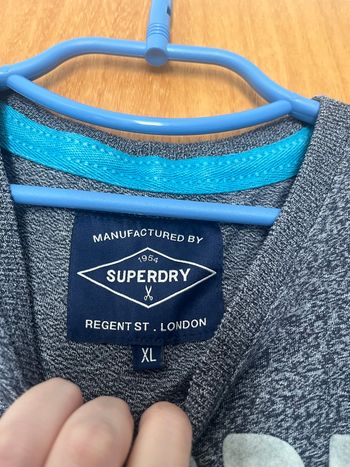 MANUFACTURED BY
1954
SUPERDRY
REGENT ST . LONDON
XL